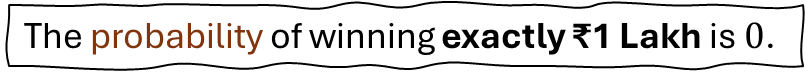 The probability of winning exactly ₹1 Lakh is 0.